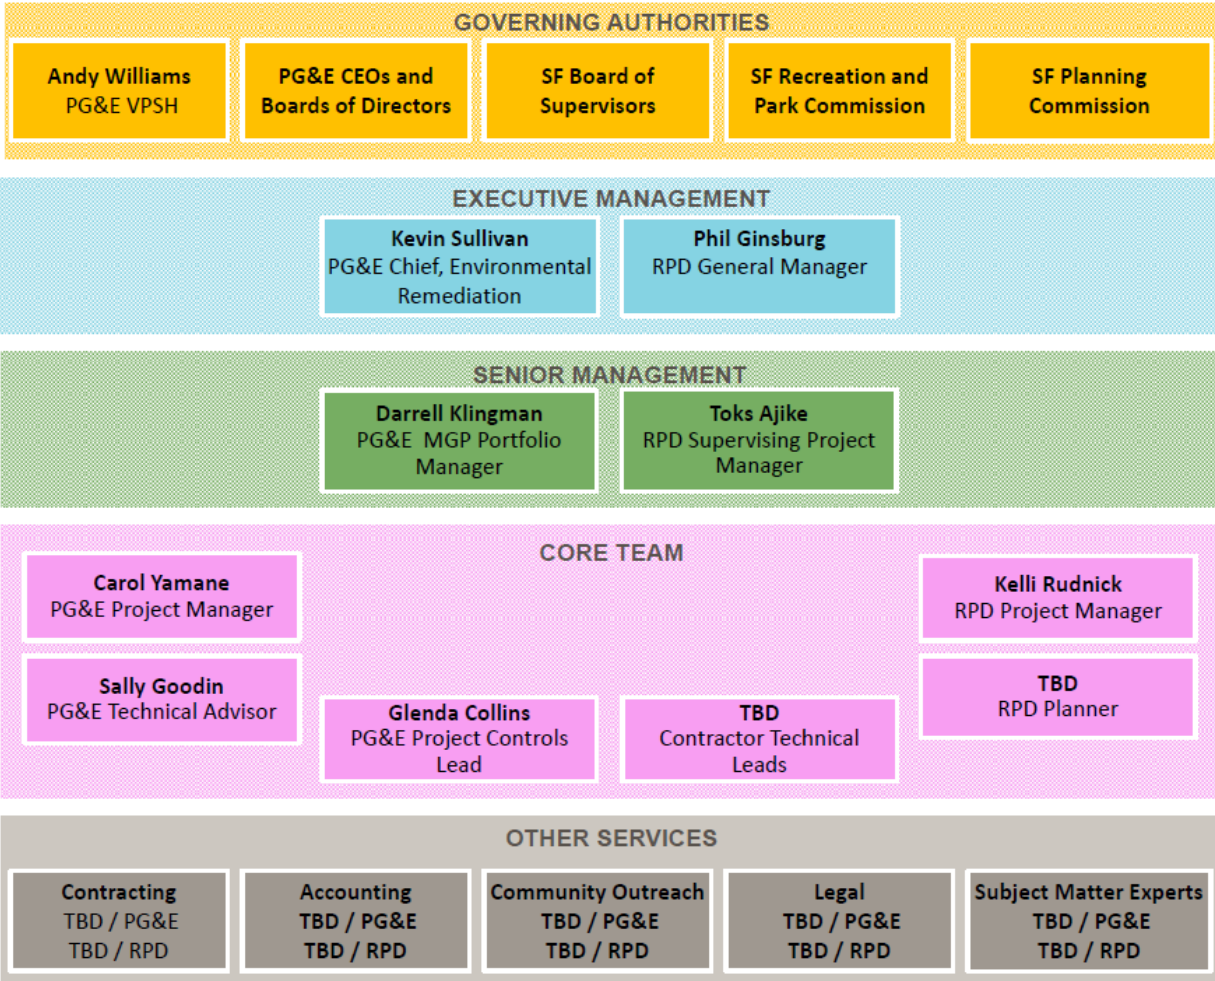 GOVERNING AUTHORITIES
Andy Williams
PG&E VPSH
PG&E CEOs and
Boards of Directors
SF Board of
Supervisors
SF Recreation and
Park Commission
SF Planning
Commission
EXECUTIVE MANAGEMENT
Kevin Sullivan
PG&E Chief, Environmental
Remediation
Phil Ginsburg
RPD General Manager
SENIOR MANAGEMENT
Darrell Klingman
PG&E MGP Portfolio
Manager
Toks Ajike
RPD Supervising Project
Manager
CORE TEAM
Carol Yamane
PG&E Project Manager
Kelli Rudnick
RPD Project Manager
Sally Goodin
PG&E Technical Advisor
Glenda Collins
PG&E Project Controls
Lead
TBD
Contractor Technical
Leads
TBD
RPD Planner
OTHER SERVICES
Contracting
TBD / PG&E
TBD / RPD
Accounting
TBD / PG&E
TBD / RPD
Community Outreach
TBD / PG&E
TBD / RPD
Legal
TBD / PG&E
TBD / RPD
Subject Matter Experts
TBD / PG&E
TBD / RPD